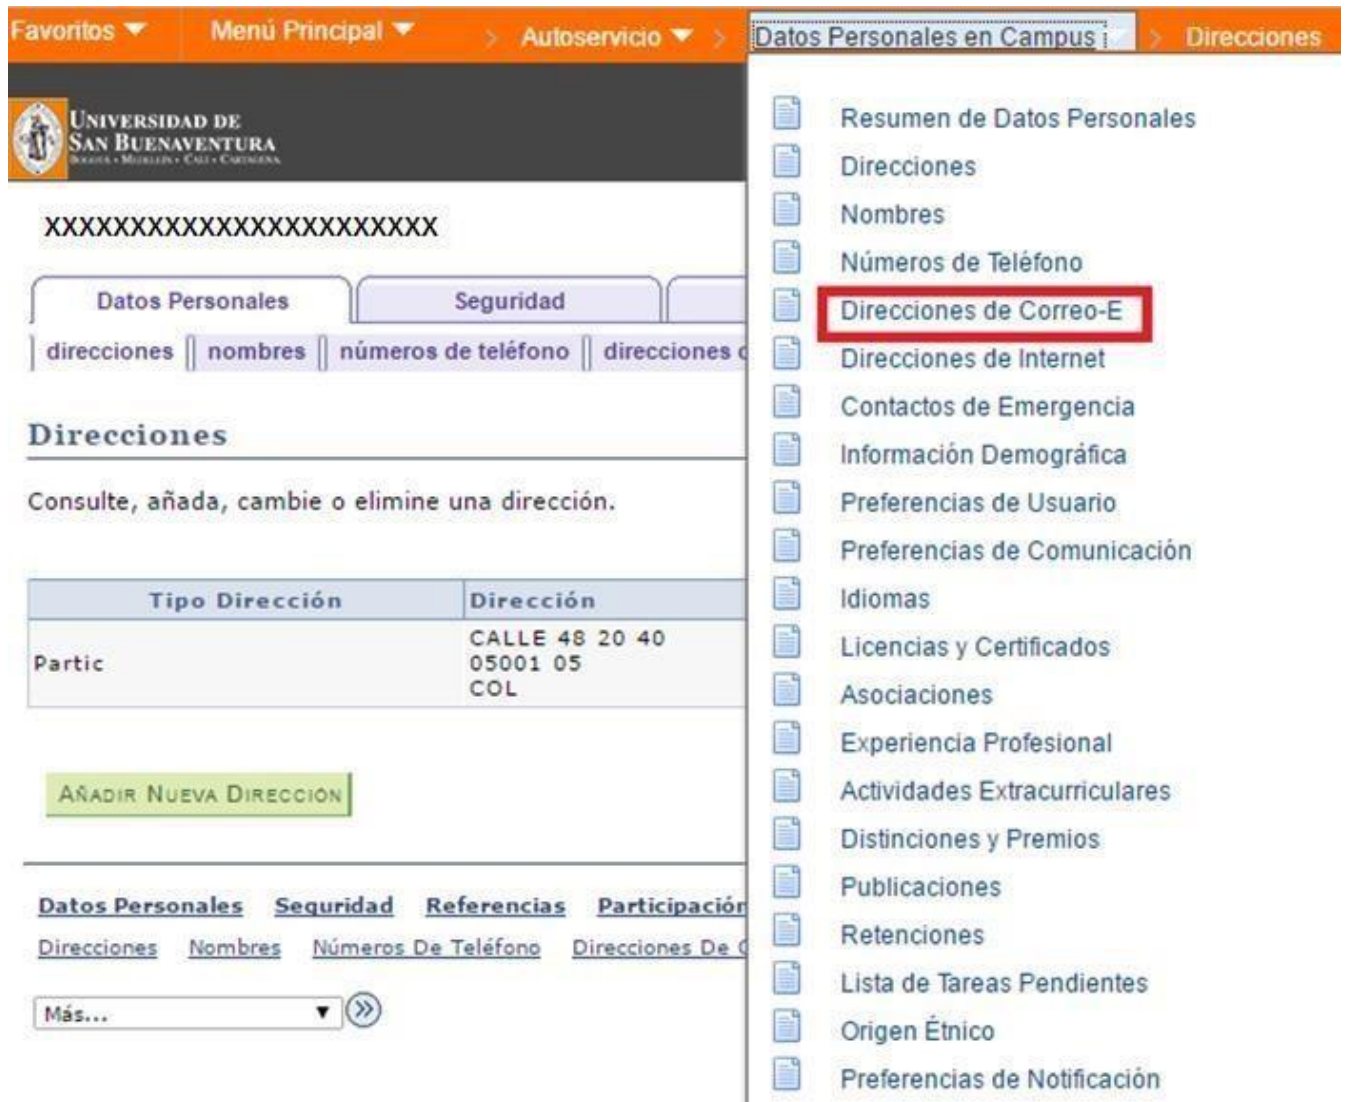 Favoritos
Menú Principal
Autoservicio
Datos Personales en Campus
Direcciones
UNIVERSIDAD DE
SAN BUENAVENTURA
BOGOTÁ • MEDELLÍN • CALI • CARTAGENA
XXXXXXXXXXXXXXXXXXXXXXX
Datos Personales
Seguridad
direcciones
nombres
números de teléfono
direcciones
Direcciones
Consulte, añada, cambie o elimine una dirección.
Tipo Dirección
Dirección
Partic
CALLE 48 20 40
05001 05
COL
AÑADIR NUEVA DIRECCION
Datos Personales
Seguridad
Referencias
Participación
Direcciones
Nombres
Números De Teléfono
Direcciones De
Más...
Resumen de Datos Personales
Direcciones
Nombres
Números de Teléfono
Direcciones de Correo-E
Direcciones de Internet
Contactos de Emergencia
Información Demográfica
Preferencias de Usuario
Preferencias de Comunicación
Idiomas
Licencias y Certificados
Asociaciones
Experiencia Profesional
Actividades Extracurriculares
Distinciones y Premios
Publicaciones
Retenciones
Lista de Tareas Pendientes
Origen Étnico
Preferencias de Notificación